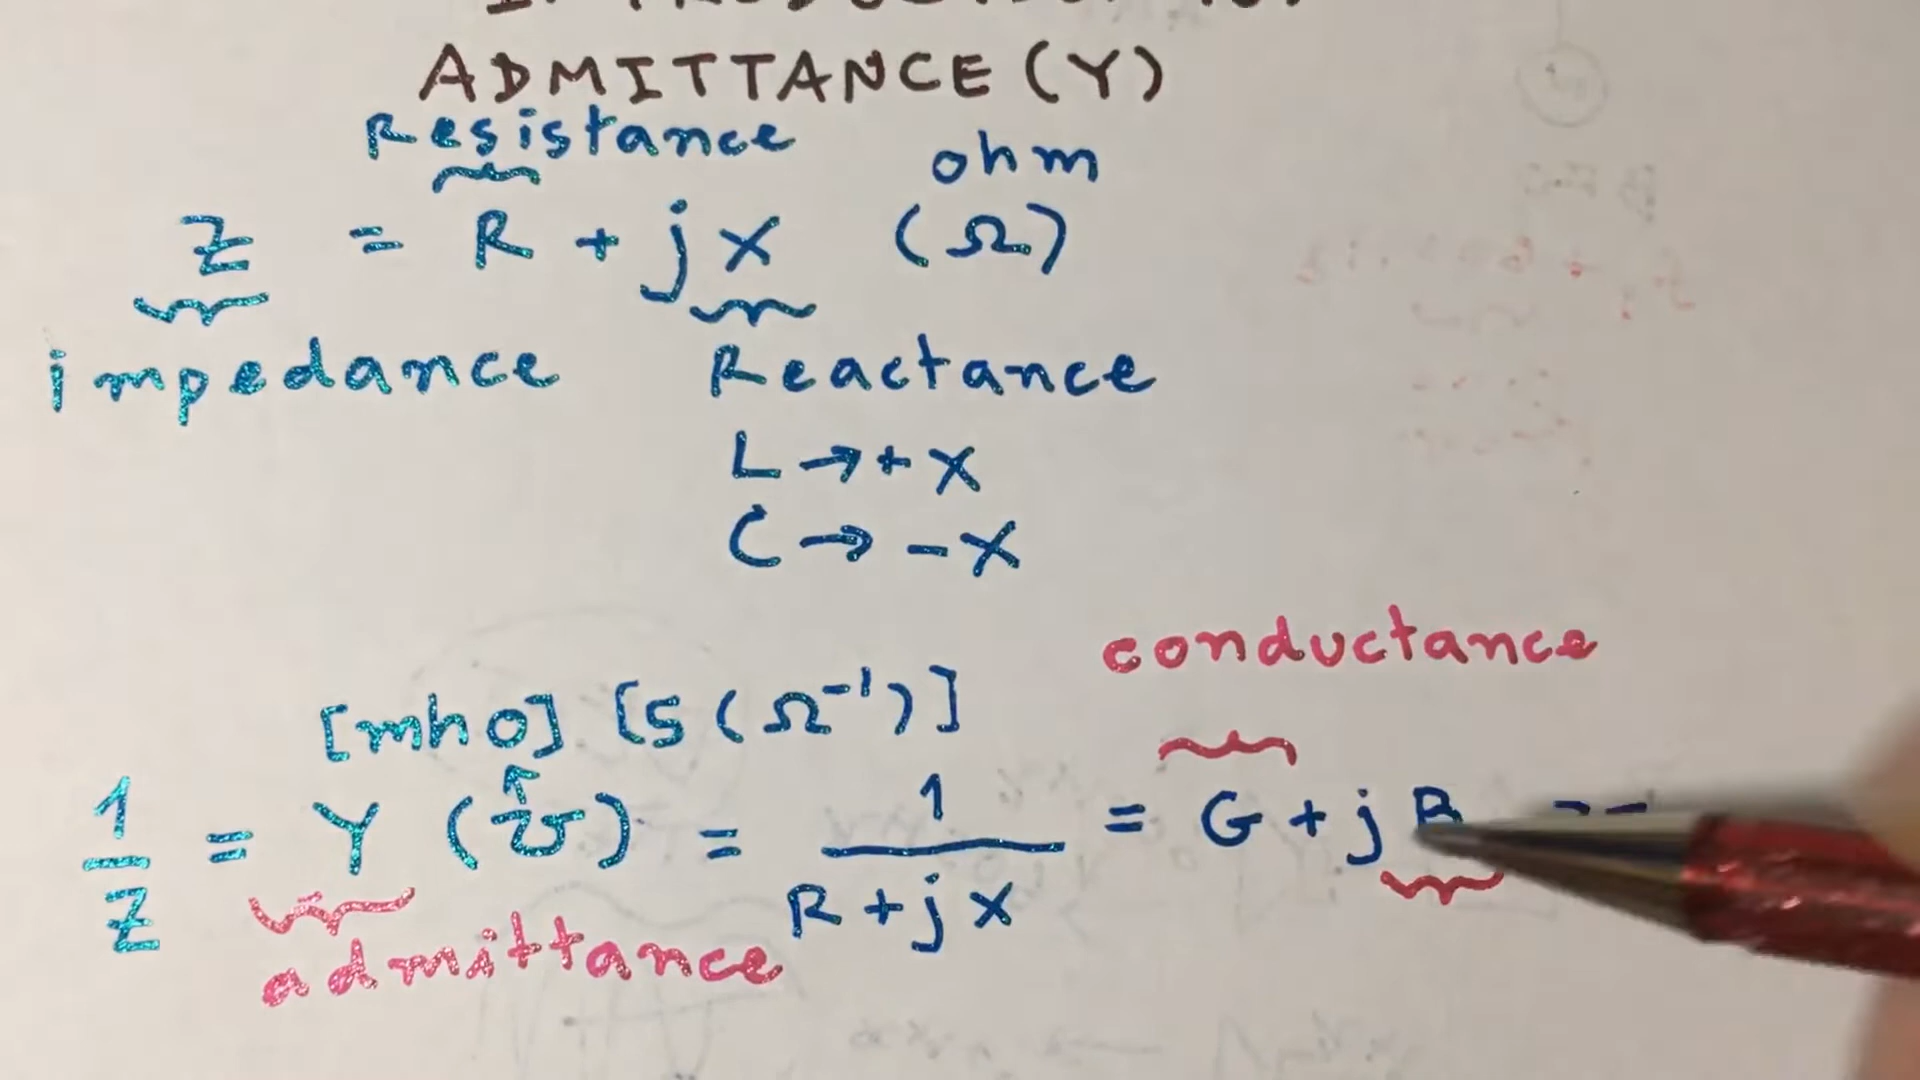 ADMITTANCE (Y)
Resistance
ohm
Z = R + jX (Ω)
impedance Reactance
L → + X
C → - X
conductance
[mho] [S (Ω⁻¹)]
1/Z = Y (℧) = 1/(R + jX) = G + jB --
admittance